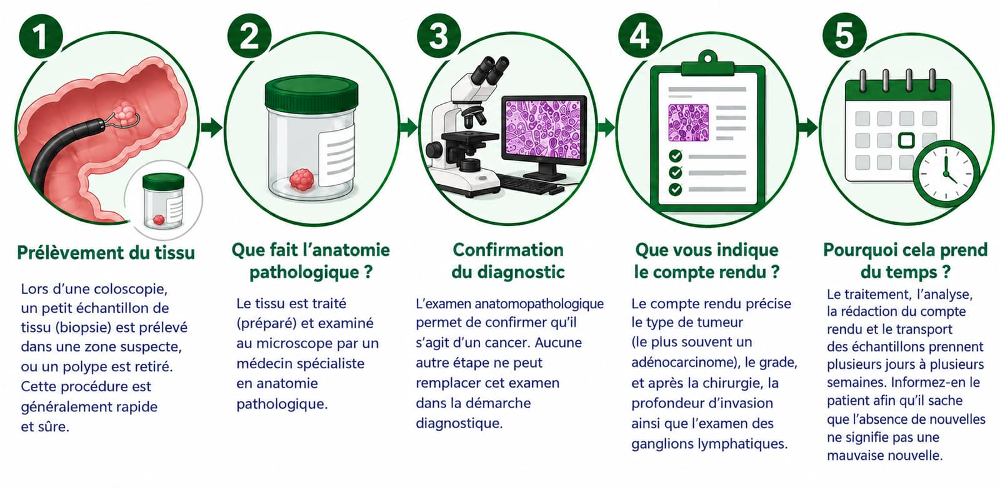 1
Prélèvement du tissu
Lors d'une coloscopie,
un petit échantillon de
tissu (biopsie) est prélevé
dans une zone suspecte,
ou un polype est retiré.
Cette procédure est
généralement rapide
et sûre.
2
Que fait l'anatomie
pathologique ?
Le tissu est traité
(préparé) et examiné
au microscope par un
médecin spécialiste
en anatomie
pathologique.
3
Confirmation
du diagnostic
L'examen anatomopathologique
permet de confirmer qu'il
s'agit d'un cancer. Aucune
autre étape ne peut
remplacer cet examen
dans la démarche
diagnostique.
4
Que vous indique
le compte rendu ?
Le compte rendu précise
le type de tumeur
(le plus souvent un
adénocarcinome), le grade,
et après la chirurgie, la
profondeur d'invasion
ainsi que l'examen des
ganglions lymphatiques.
5
Pourquoi cela prend
du temps ?
Le traitement, l'analyse,
la rédaction du compte
rendu et le transport
des échantillons prennent
plusieurs jours à plusieurs
semaines. Informez-en le
patient afin qu'il sache
que l'absence de nouvelles
ne signifie pas une
mauvaise nouvelle.